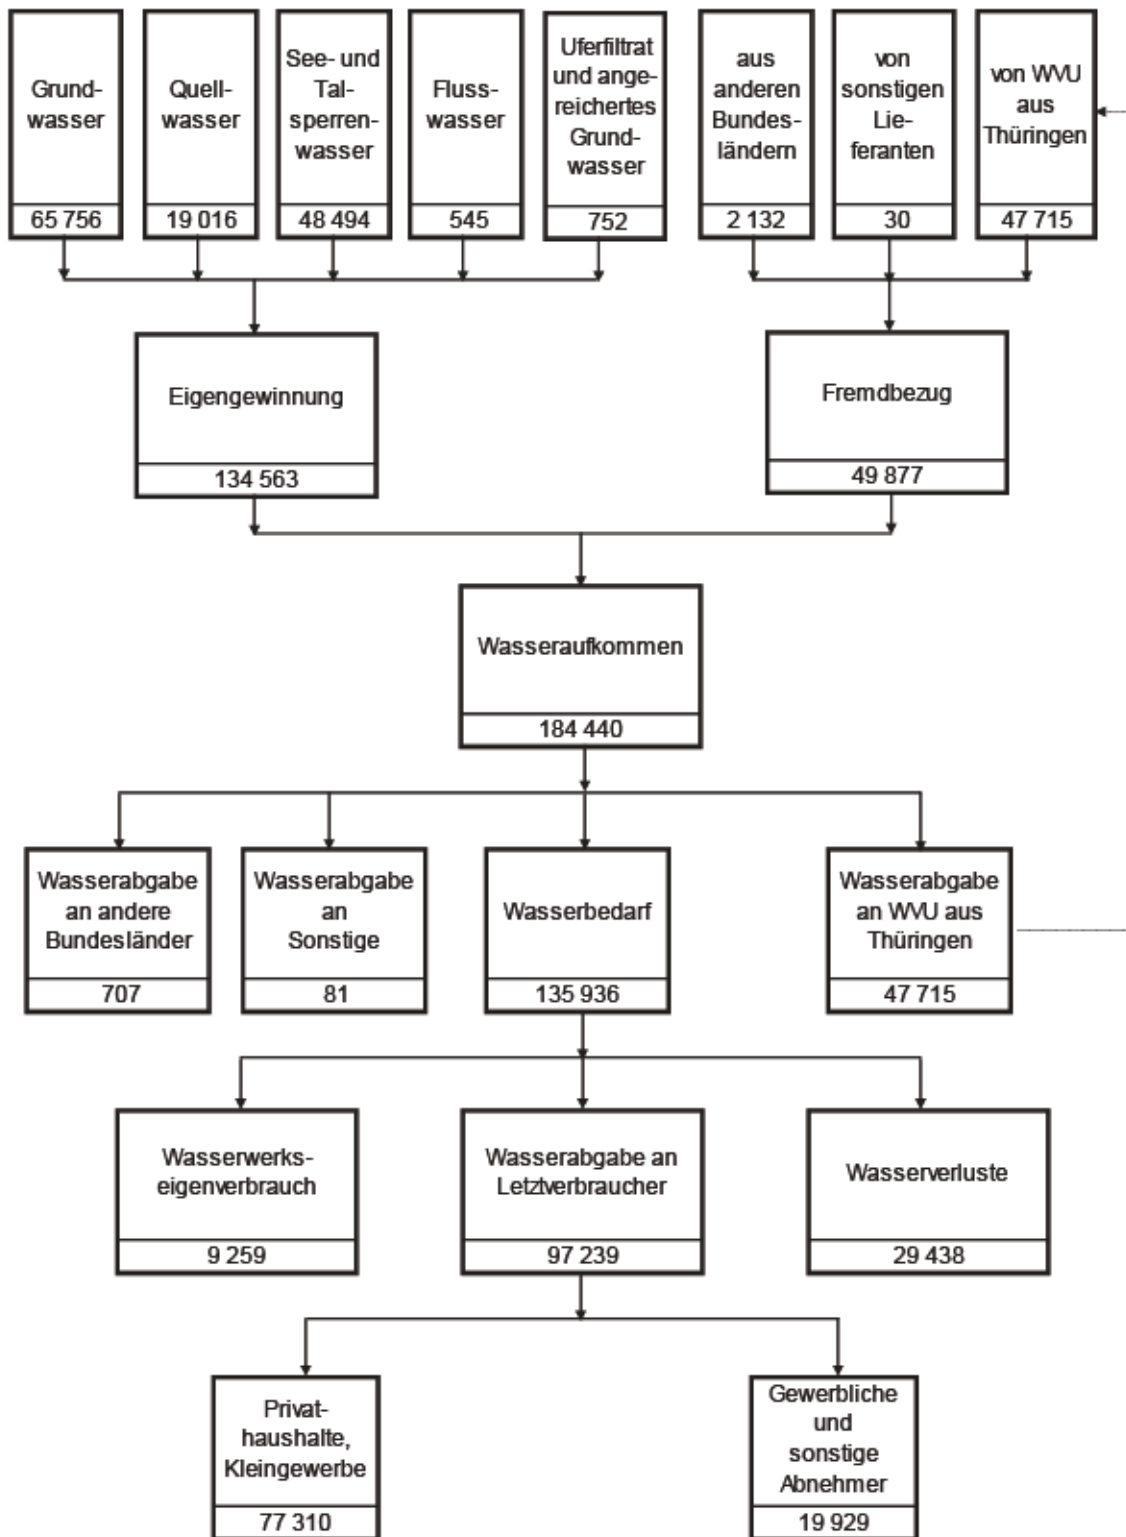 Grund-
wasser
65 756
Quell-
wasser
19 016
See- und
Tal-
sperren-
wasser
48 494
Fluss-
wasser
545
Uferfiltrat
und ange-
reichertes
Grund-
wasser
752
aus
anderen
Bundes-
ländern
2 132
von
sonstigen
Lie-
feranten
30
von WVU
aus
Thüringen
47 715
Eigengewinnung
134 563
Fremdbezug
49 877
Wasseraufkommen
184 440
Wasserabgabe
an andere
Bundesländer
707
Wasserabgabe
an
Sonstige
81
Wasserbedarf
135 936
Wasserabgabe
an WVU aus
Thüringen
47 715
Wasserwerks-
eigenverbrauch
9 259
Wasserabgabe an
Letztverbraucher
97 239
Wasserverluste
29 438
Privat-
haushalte,
Kleingewerbe
77 310
Gewerbliche
und
sonstige
Abnehmer
19 929